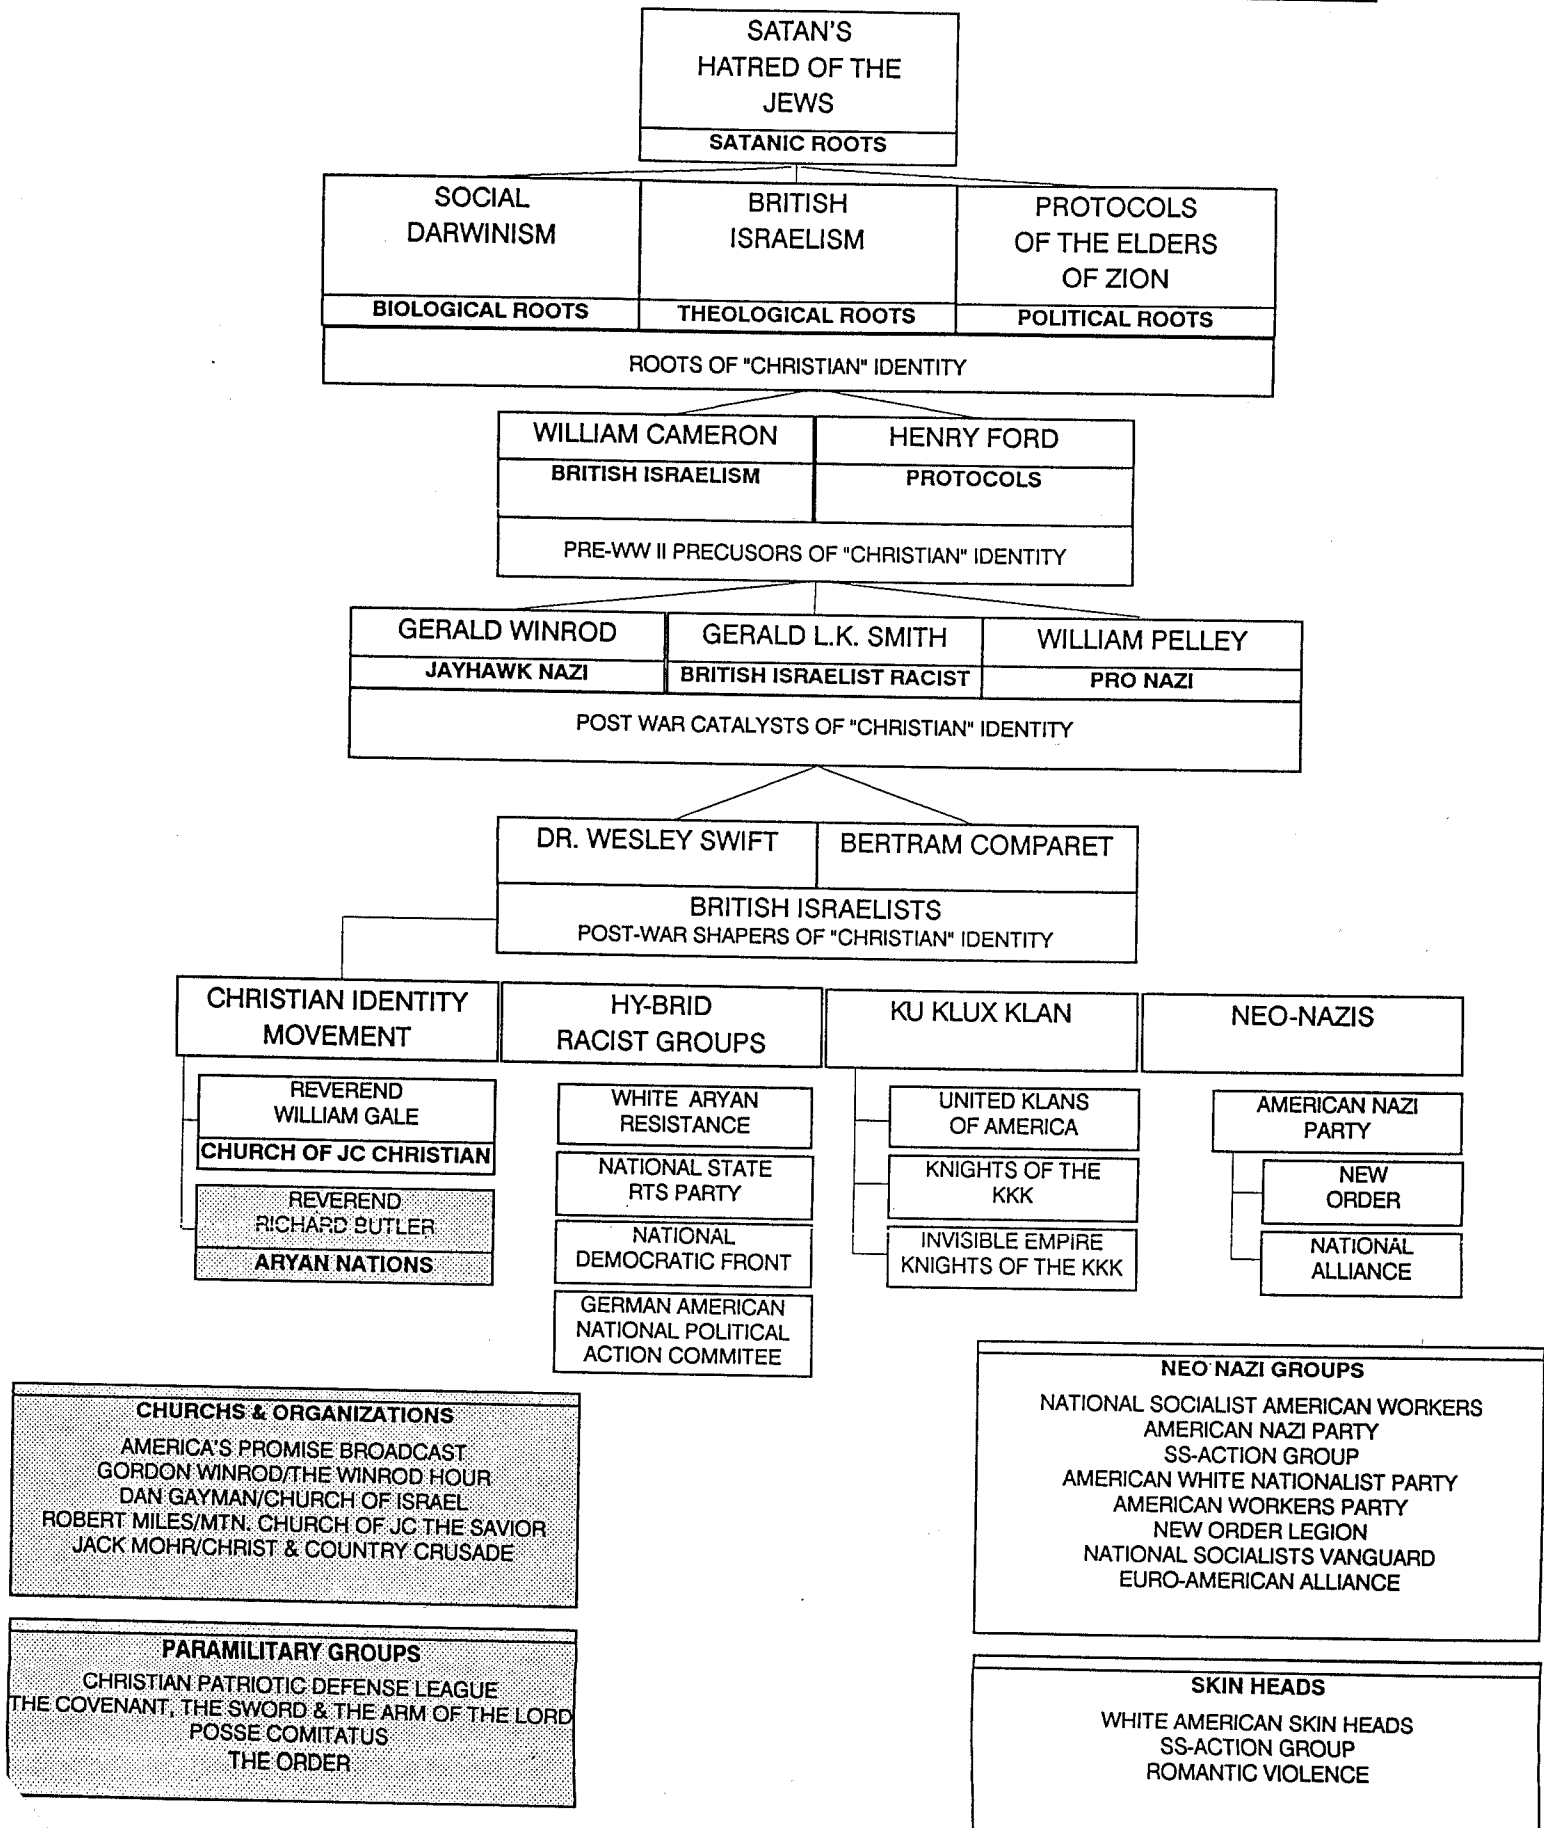 SATAN'S
HATRED OF THE
JEWS
SATANIC ROOTS
SOCIAL
DARWINISM
BIOLOGICAL ROOTS
BRITISH
ISRAELISM
THEOLOGICAL ROOTS
PROTOCOLS
OF THE ELDERS
OF ZION
POLITICAL ROOTS
ROOTS OF "CHRISTIAN" IDENTITY
WILLIAM CAMERON
BRITISH ISRAELISM
HENRY FORD
PROTOCOLS
PRE-WW II PRECUSORS OF "CHRISTIAN" IDENTITY
GERALD WINROD
JAYHAWK NAZI
GERALD L.K. SMITH
BRITISH ISRAELIST RACIST
WILLIAM PELLEY
PRO NAZI
POST WAR CATALYSTS OF "CHRISTIAN" IDENTITY
DR. WESLEY SWIFT
BERTRAM COMPARET
BRITISH ISRAELISTS
POST-WAR SHAPERS OF "CHRISTIAN" IDENTITY
CHRISTIAN IDENTITY
MOVEMENT
REVEREND
WILLIAM GALE
CHURCH OF JC CHRISTIAN
REVEREND
RICHARD BUTLER
ARYAN NATIONS
HY-BRID
RACIST GROUPS
WHITE ARYAN
RESISTANCE
NATIONAL STATE
RTS PARTY
NATIONAL
DEMOCRATIC FRONT
GERMAN AMERICAN
NATIONAL POLITICAL
ACTION COMMITEE
KU KLUX KLAN
UNITED KLANS
OF AMERICA
KNIGHTS OF THE
KKK
INVISIBLE EMPIRE
KNIGHTS OF THE KKK
NEO-NAZIS
AMERICAN NAZI
PARTY
NEW
ORDER
NATIONAL
ALLIANCE
CHURCHS & ORGANIZATIONS
AMERICA'S PROMISE BROADCAST
GORDON WINROD/THE WINROD HOUR
DAN GAYMAN/CHURCH OF ISRAEL
ROBERT MILES/MTN. CHURCH OF JC THE SAVIOR
JACK MOHR/CHRIST & COUNTRY CRUSADE
PARAMILITARY GROUPS
CHRISTIAN PATRIOTIC DEFENSE LEAGUE
THE COVENANT, THE SWORD & THE ARM OF THE LORD
POSSE COMITATUS
THE ORDER
NEO NAZI GROUPS
NATIONAL SOCIALIST AMERICAN WORKERS
AMERICAN NAZI PARTY
SS-ACTION GROUP
AMERICAN WHITE NATIONALIST PARTY
AMERICAN WORKERS PARTY
NEW ORDER LEGION
NATIONAL SOCIALISTS VANGUARD
EURO-AMERICAN ALLIANCE
SKIN HEADS
WHITE AMERICAN SKIN HEADS
SS-ACTION GROUP
ROMANTIC VIOLENCE